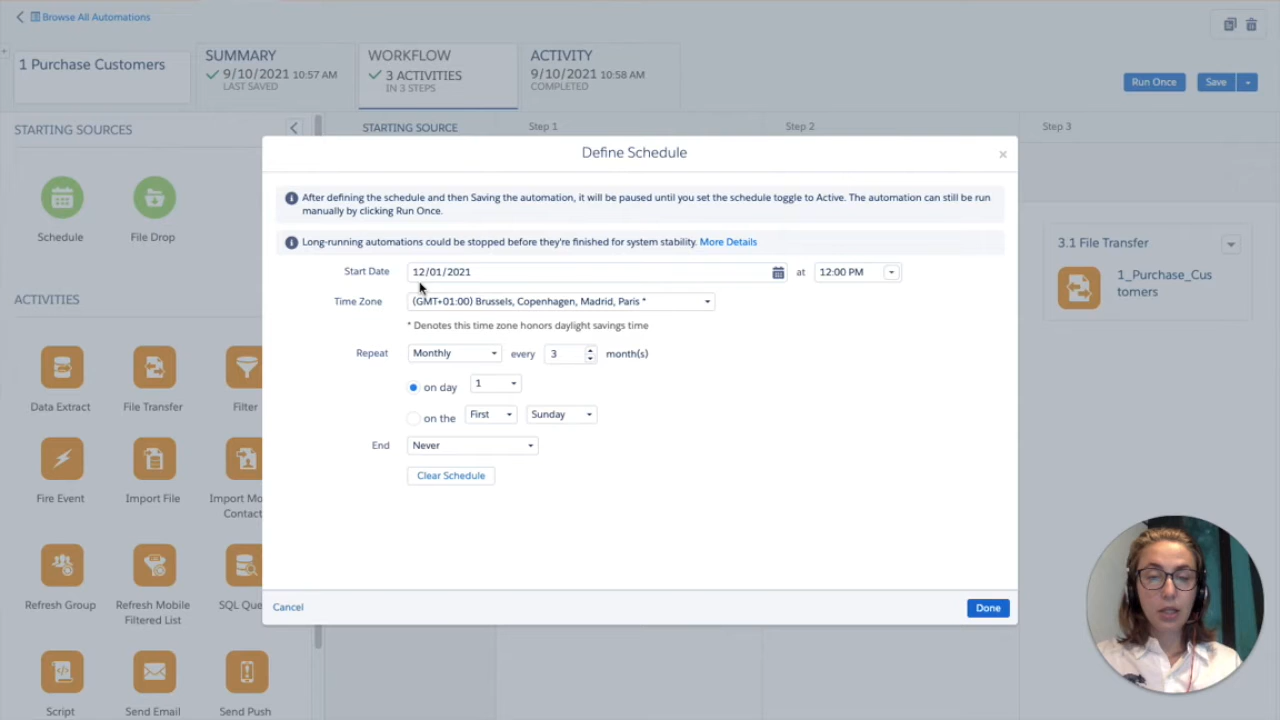 Browse All Automations
1 Purchase Customers
SUMMARY
9/10/2021 10:57 AM
LAST SAVED
WORKFLOW
3 ACTIVITIES
IN 3 STEPS
ACTIVITY
9/10/2021 10:58 AM
COMPLETED
Run Once
Save
STARTING SOURCES
STARTING SOURCE
Step 1
Step 2
Step 3
Schedule
File Drop
ACTIVITIES
Data Extract
File Transfer
Filter
Fire Event
Import File
Import Mo
Contact
Refresh Group
Refresh Mobile
Filtered List
SQL Que
Script
Send Email
Send Push
Define Schedule
After defining the schedule and then Saving the automation, it will be paused until you set the schedule toggle to Active. The automation can still be run
manually by clicking Run Once.
Long-running automations could be stopped before they're finished for system stability. More Details
Start Date 12/01/2021 at 12:00 PM
Time Zone (GMT+01:00) Brussels, Copenhagen, Madrid, Paris *
* Denotes this time zone honors daylight savings time
Repeat Monthly every 3 month(s)
on day 1
on the First Sunday
End Never
Clear Schedule
Cancel
Done
3.1 File Transfer
1_Purchase_Cus
tomers